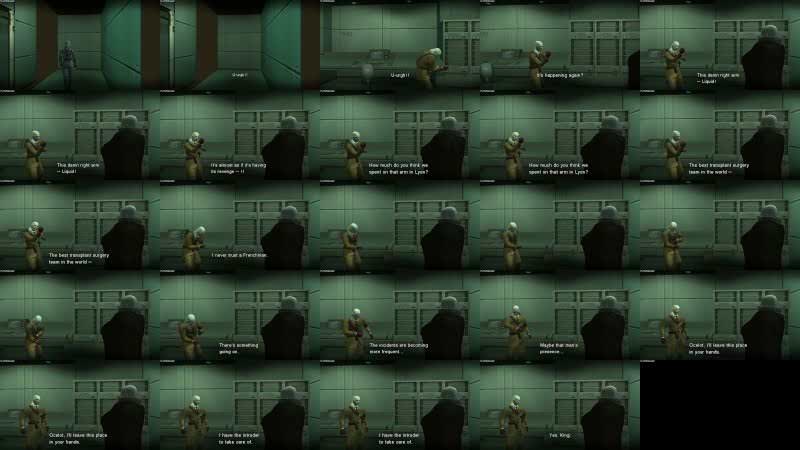 U-urgh!!
U-urgh!!
It's happening again?
This damn right arm
— Liquid!
This damn right arm
— Liquid!
It's almost as if it's having
its revenge — !!
How much do you think we
spent on that arm in Lyon?
How much do you think we
spent on that arm in Lyon?
The best transplant surgery
team in the world —
The best transplant surgery
team in the world —
I never trust a Frenchman.
There's something
going on.
The incidents are becoming
more frequent...
Maybe that man's
presence...
Ocelot, I'll leave this place
in your hands.
Ocelot, I'll leave this place
in your hands.
I have the intruder
to take care of.
I have the intruder
to take care of.
Yes, King.